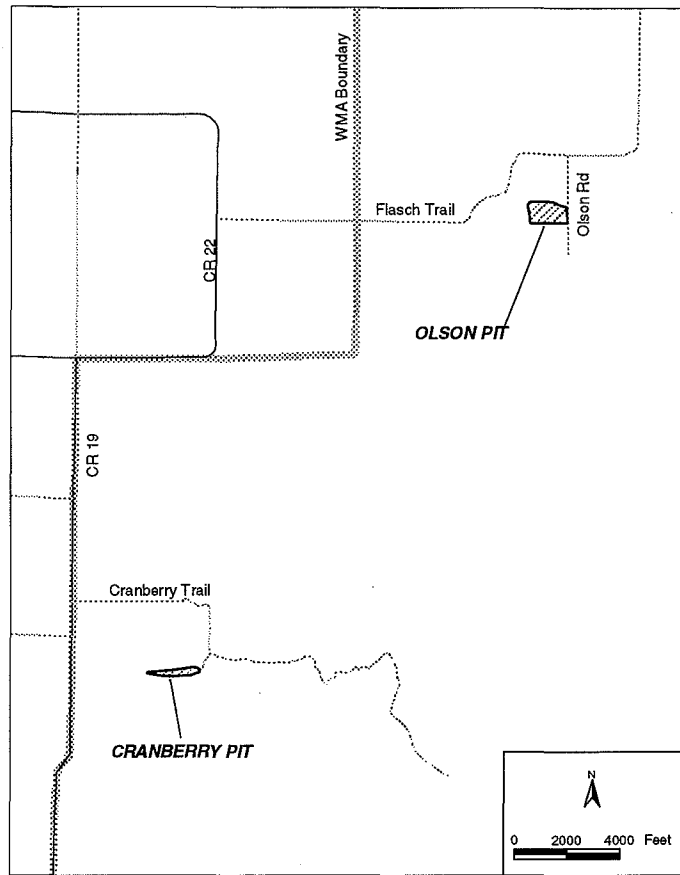 WMA Boundary
Flasch Trail
Olson Rd
CR 22
OLSON PIT
CR 19
Cranberry Trail
CRANBERRY PIT
N
0 2000 4000 Feet